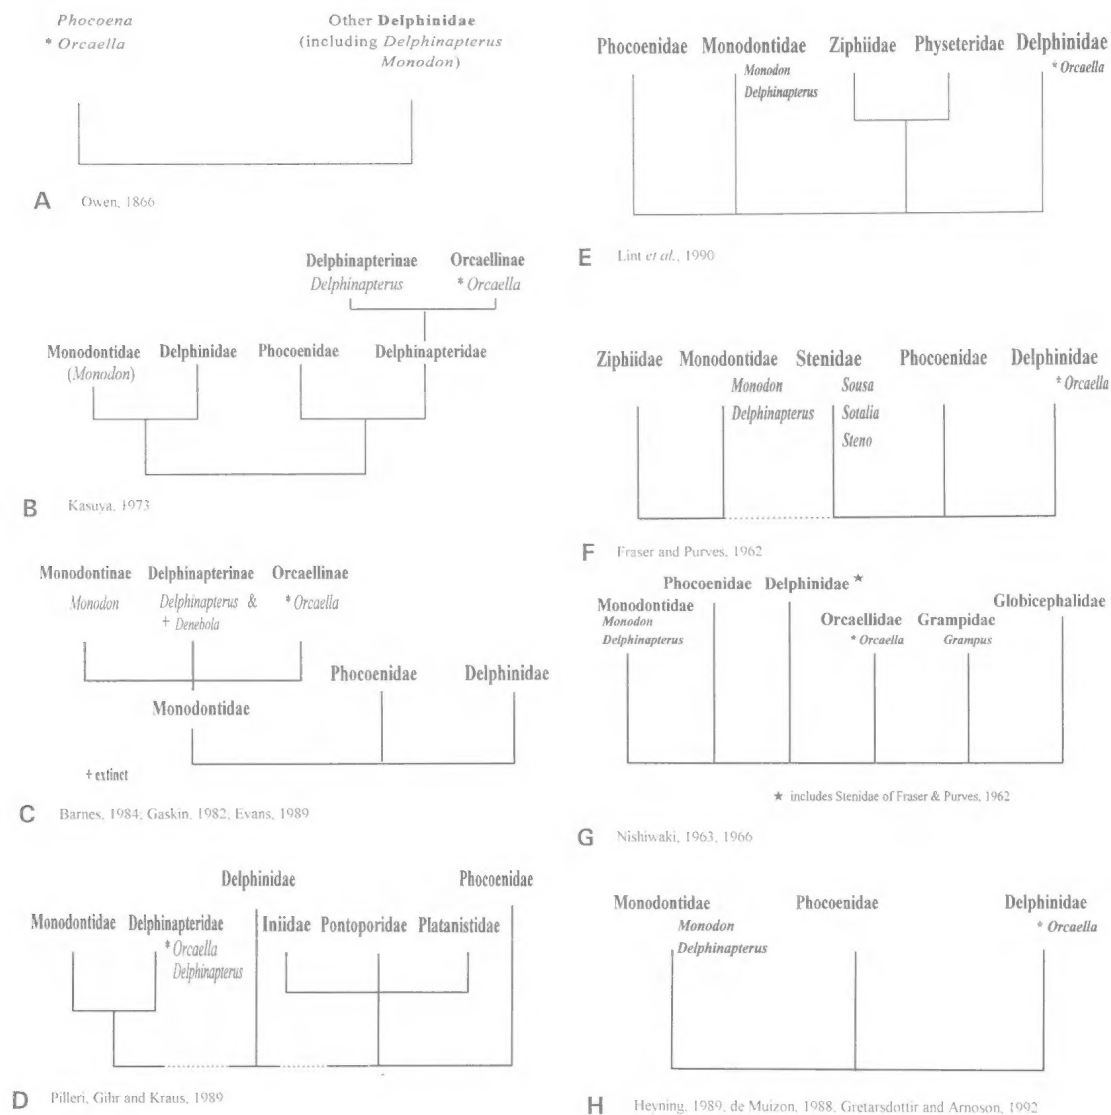 Phocoena
* Orcaella
Other Delphinidae
(including Delphinapterus
Monodon)
A Owen, 1866
Delphinapterinae Orcaellinae
Delphinapterus * Orcaella
Monodontidae Delphinidae Phocoenidae Delphinapteridae
(Monodon)
B Kasuya, 1973
Monodontinae Delphinapterinae Orcaellinae
Monodon Delphinapterus & * Orcaella
+ Denebola
Phocoenidae Delphinidae
Monodontidae
+ extinct
C Barnes, 1984; Gaskin, 1982; Evans, 1989
Delphinidae Phocoenidae
Monodontidae Delphinapteridae Iniidae Pontoporidae Platanistidae
* Orcaella
Delphinapterus
D Pilleri, Gihr and Kraus, 1989
Phocoenidae Monodontidae Ziphiidae Physeteridae Delphinidae
Monodon * Orcaella
Delphinapterus
E Lint et al., 1990
Ziphiidae Monodontidae Stenidae Phocoenidae Delphinidae
Monodon Sousa * Orcaella
Delphinapterus Sotalia
Steno
F Fraser and Purves, 1962
Phocoenidae Delphinidae ★
Globicephalidae
Monodontidae Orcaellidae Grampidae
Monodon * Orcaella Grampus
Delphinapterus
★ includes Stenidae of Fraser & Purves, 1962
G Nishiwaki, 1963, 1966
Monodontidae Phocoenidae Delphinidae
Monodon * Orcaella
Delphinapterus
H Heyning, 1989, de Muizon, 1988, Gretarsdottir and Arnoson, 1992